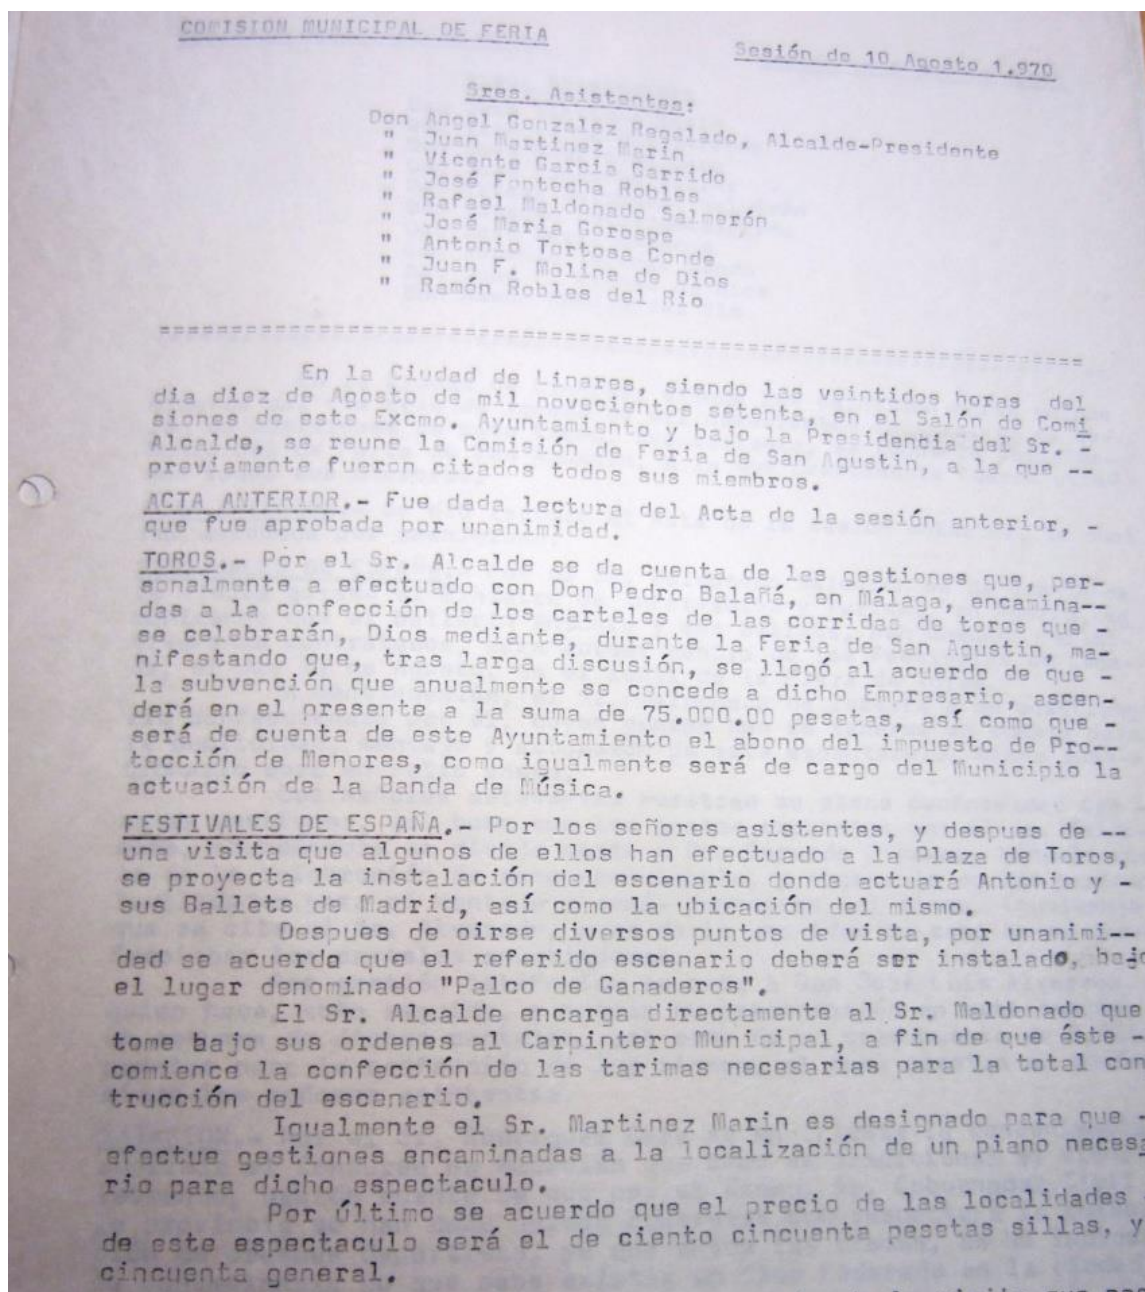 COMISION MUNICIPAL DE FERIA
Sesión de 10 Agosto 1.970
Sres. Asistentes:
Don Angel Gonzalez Regalado, Alcalde-Presidente
" Juan Martinez Marin
" Vicente Garcia Garrido
" José Fontecha Robles
" Rafael Maldonado Salmerón
" José Maria Gorospe
" Antonio Tortosa Conde
" Juan F. Molina de Dios
" Ramón Robles del Rio
En la Ciudad de Linares, siendo las veintidos horas del
dia diez de Agosto de mil novecientos setenta, en el Salón de Comi
siones de este Excmo. Ayuntamiento y bajo la Presidencia del Sr. -
Alcalde, se reune la Comisión de Feria de San Agustin, a la que --
previamente fueron citados todos sus miembros.
ACTA ANTERIOR.- Fue dada lectura del Acta de la sesión anterior, -
que fue aprobada por unanimidad.
TOROS.- Por el Sr. Alcalde se da cuenta de las gestiones que, per-
sonalmente a efectuado con Don Pedro Balañá, en Málaga, encamina--
das a la confección de los carteles de las corridas de toros que -
se celebrarán, Dios mediante, durante la Feria de San Agustin, ma-
nifestando que, tras larga discusión, se llegó al acuerdo de que -
la subvención que anualmente se concede a dicho Empresario, ascen-
derá en el presente a la suma de 75.000,00 pesetas, así como que -
será de cuenta de este Ayuntamiento el abono del impuesto de Pro--
tección de Menores, como igualmente será de cargo del Municipio la
actuación de la Banda de Música.
FESTIVALES DE ESPAÑA.- Por los señores asistentes, y despues de --
una visita que algunos de ellos han efectuado a la Plaza de Toros,
se proyecta la instalación del escenario donde actuará Antonio y -
sus Ballets de Madrid, así como la ubicación del mismo.
Despues de oirse diversos puntos de vista, por unanimi--
dad se acuerda que el referido escenario deberá ser instalado, bajo
el lugar denominado "Palco de Ganaderos".
El Sr. Alcalde encarga directamente al Sr. Maldonado que
tome bajo sus ordenes al Carpintero Municipal, a fin de que éste -
comience la confección de las tarimas necesarias para la total con
trucción del escenario.
Igualmente el Sr. Martinez Marin es designado para que -
efectue gestiones encaminadas a la localización de un piano necesa
rio para dicho espectaculo.
Por último se acuerdo que el precio de las localidades
de este espectaculo será el de ciento cincuenta pesetas sillas, y
cincuenta general.